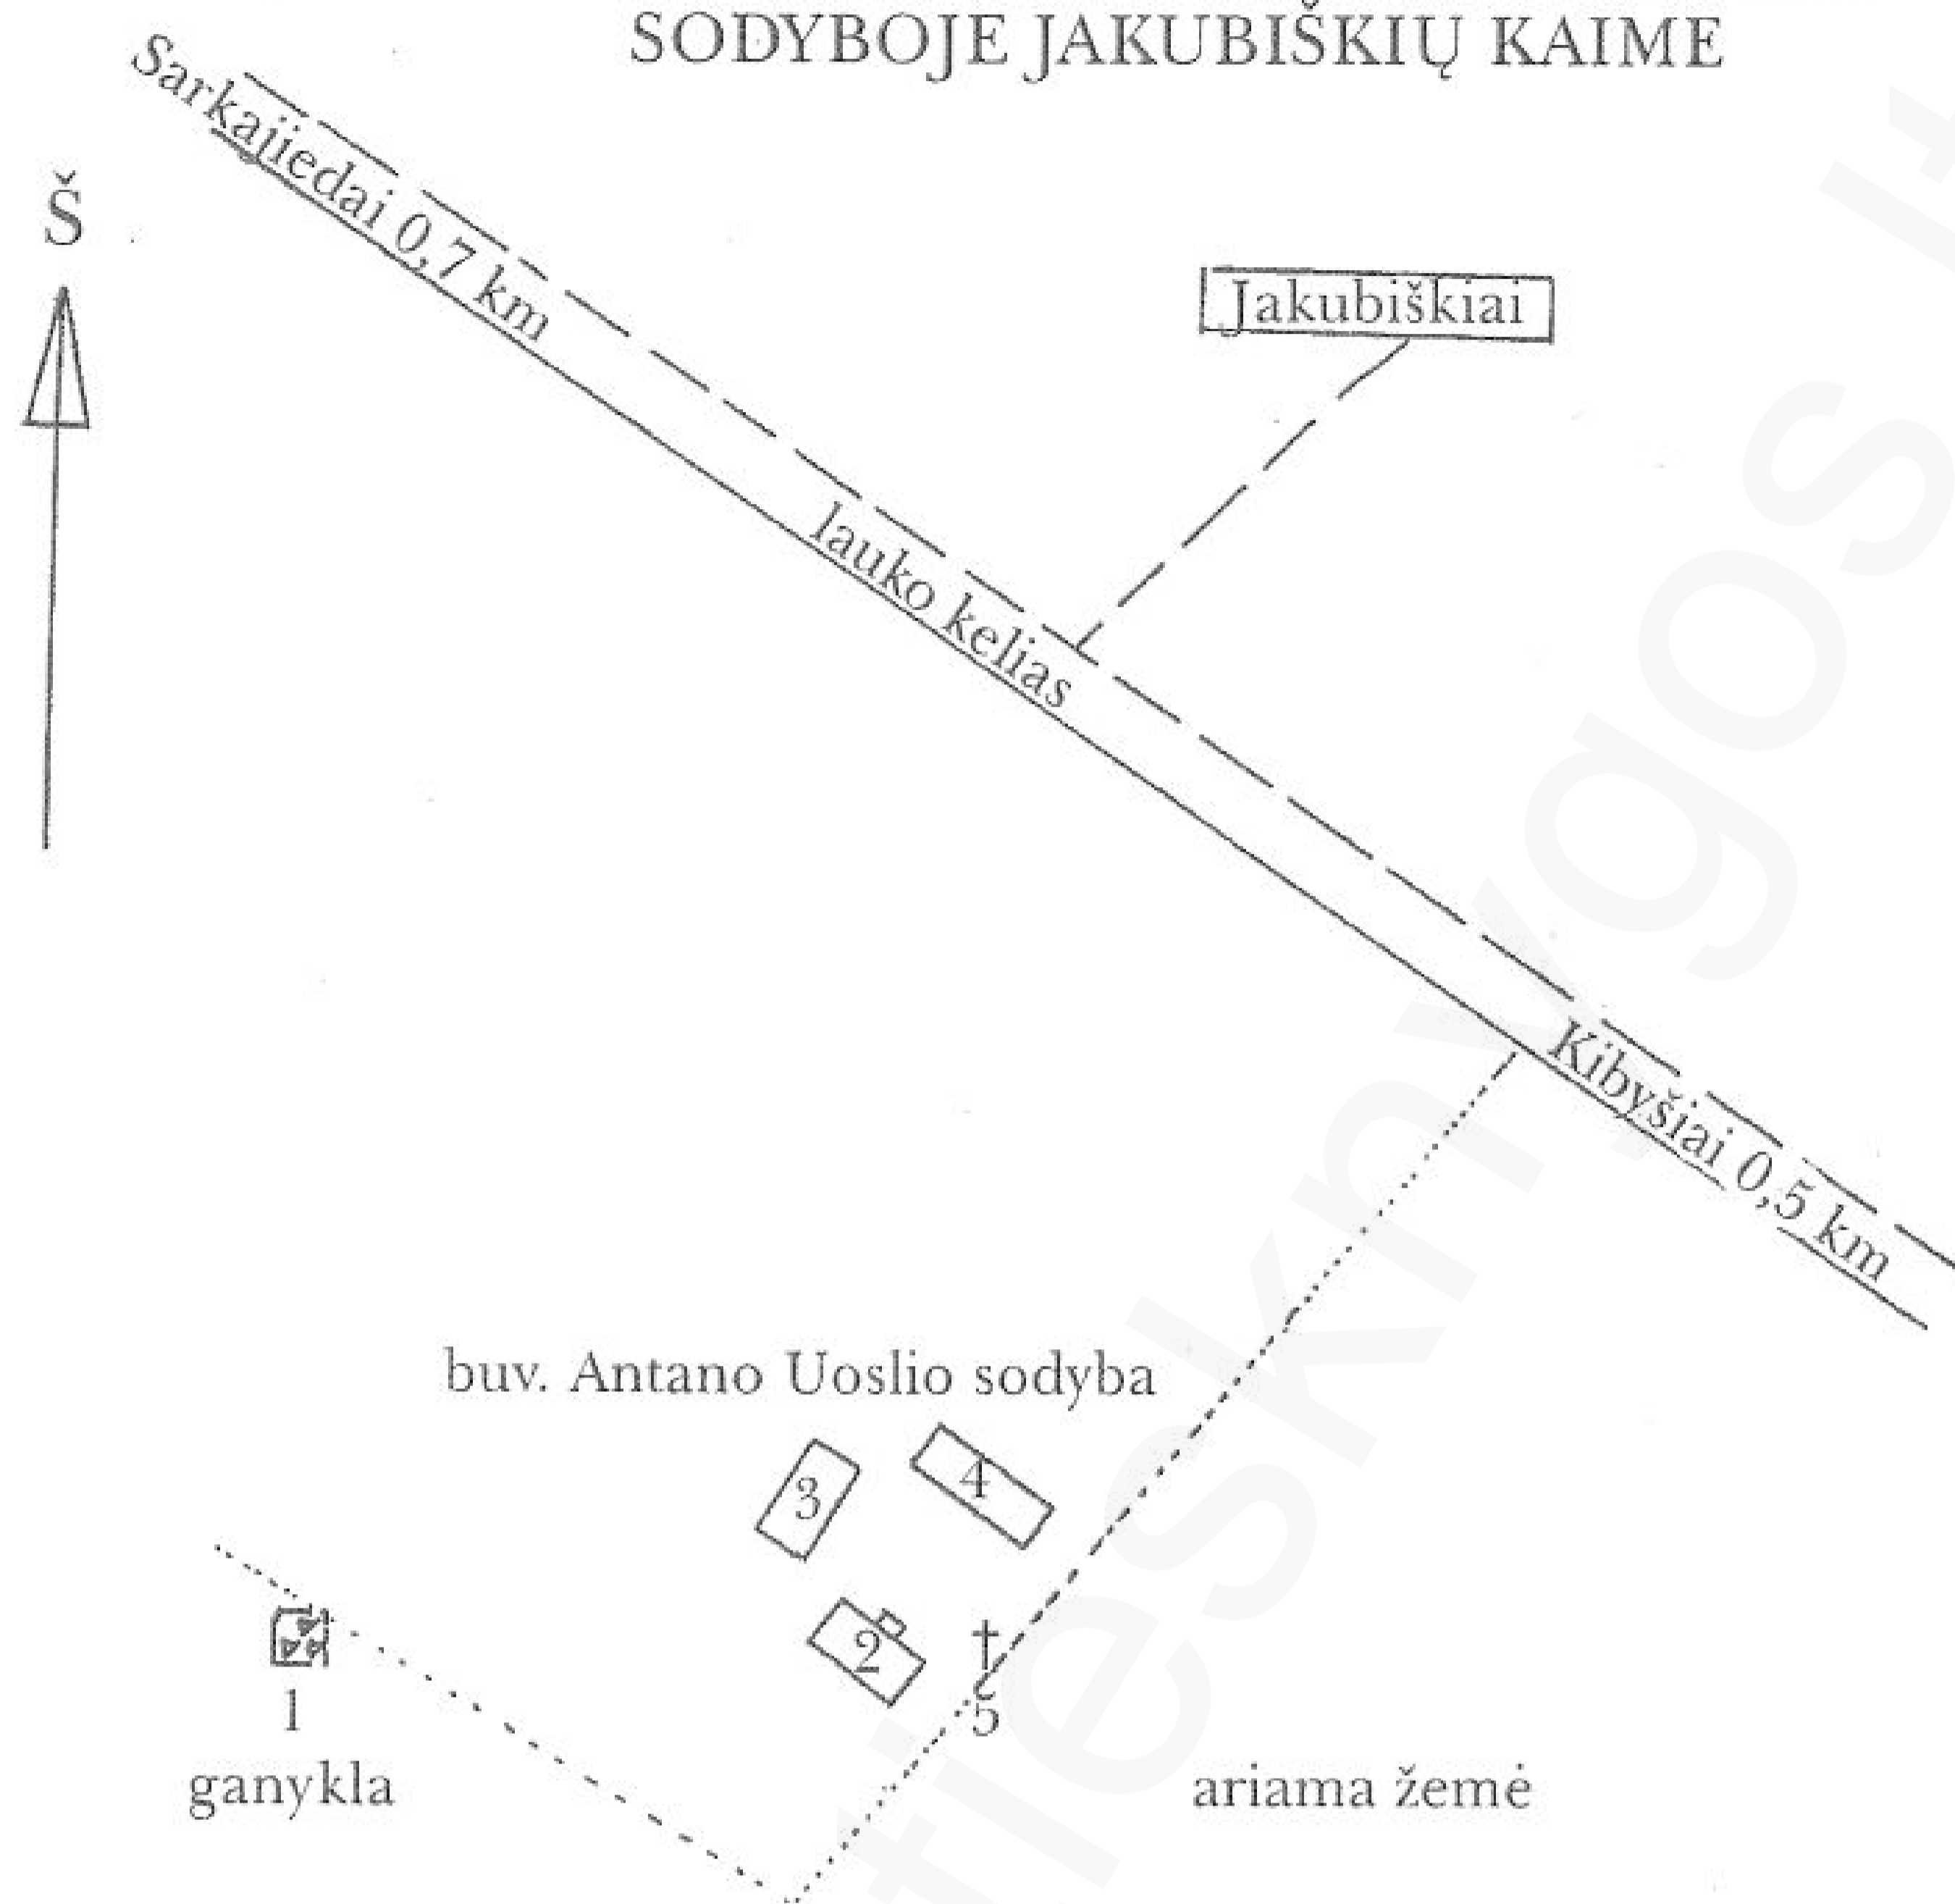 SODYBOJE JAKUBIŠKIŲ KAIME
Sarkajiedai 0,7 km
Š
Jakubiškiai
lauko kelias
Kibyšiai 0,5 km
buv. Antano Uoslio sodyba
3
4
2
1
5
ganykla
ariama žemė